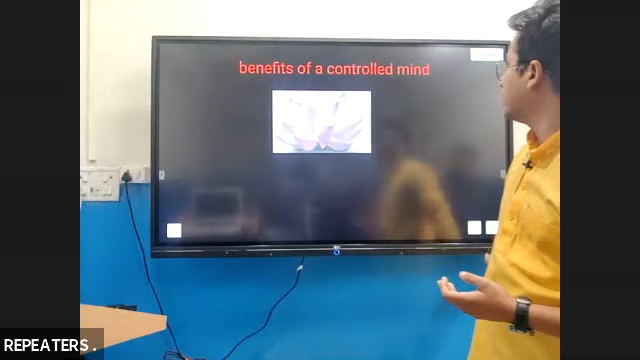 benefits of a controlled mind
REPEATERS.